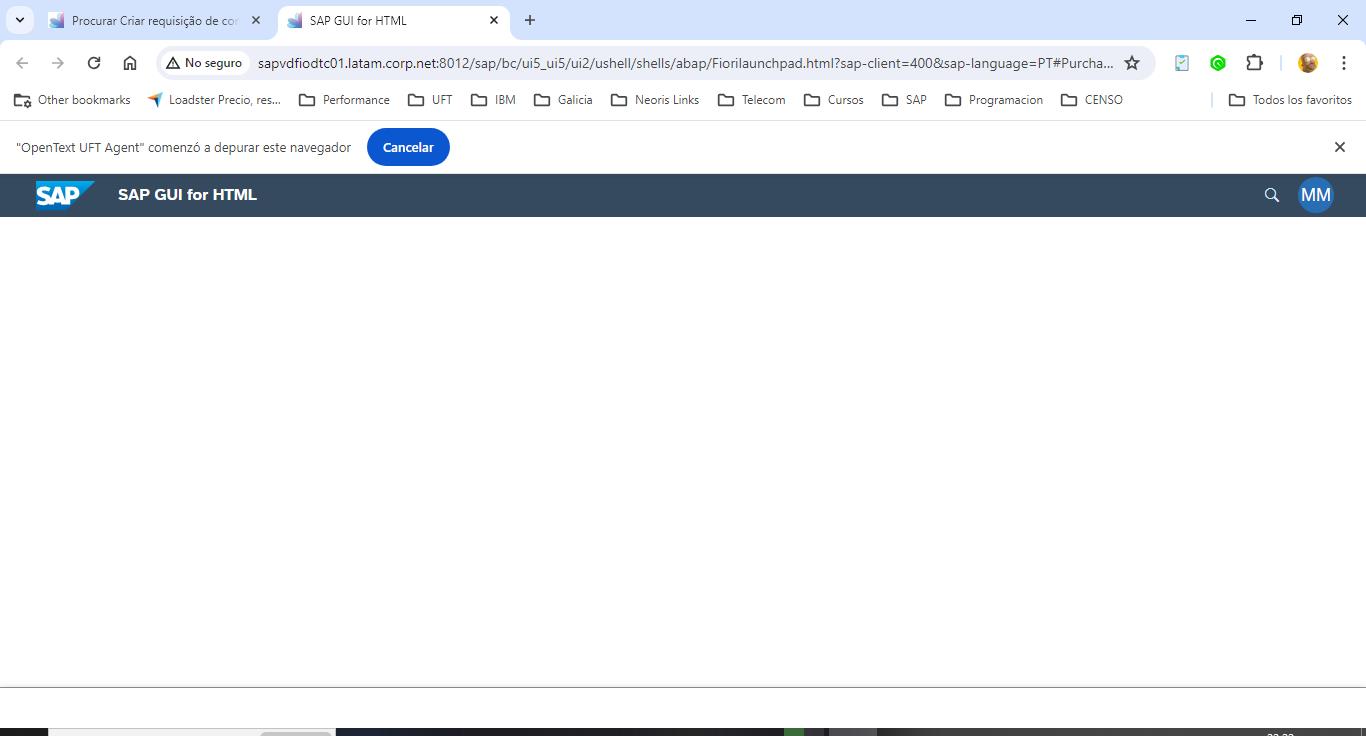 Procurar Criar requisição de co
SAP GUI for HTML
No seguro
sapvdfiodtc01.latam.corp.net:8012/sap/bc/ui5_ui5/ui2/ushell/shells/abap/Fiorilaunchpad.html?sap-client=400&sap-language=PT#Purcha...
Other bookmarks
Loadster Precio, res...
Performance
UFT
IBM
Galicia
Neoris Links
Telecom
Cursos
SAP
Programacion
CENSO
Todos los favoritos
"OpenText UFT Agent" comenzó a depurar este navegador
Cancelar
SAP
SAP GUI for HTML
MM